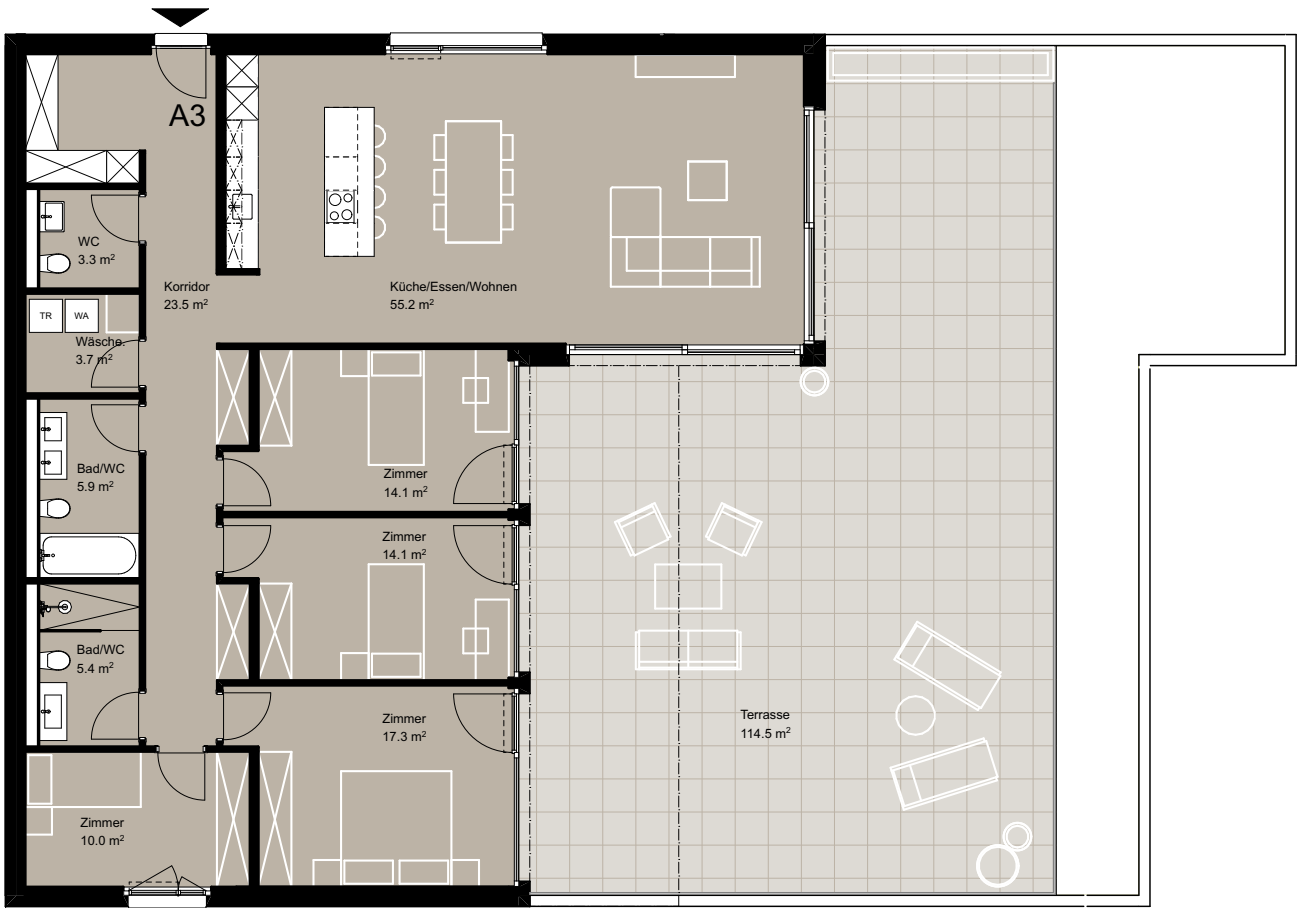 A3
WC
3.3 m²
Korridor
23.5 m²
Küche/Essen/Wohnen
55.2 m²
TR
WA
Wäsche.
3.7 m²
Bad/WC
5.9 m²
Zimmer
14.1 m²
Zimmer
14.1 m²
Bad/WC
5.4 m²
Zimmer
17.3 m²
Terrasse
114.5 m²
Zimmer
10.0 m²